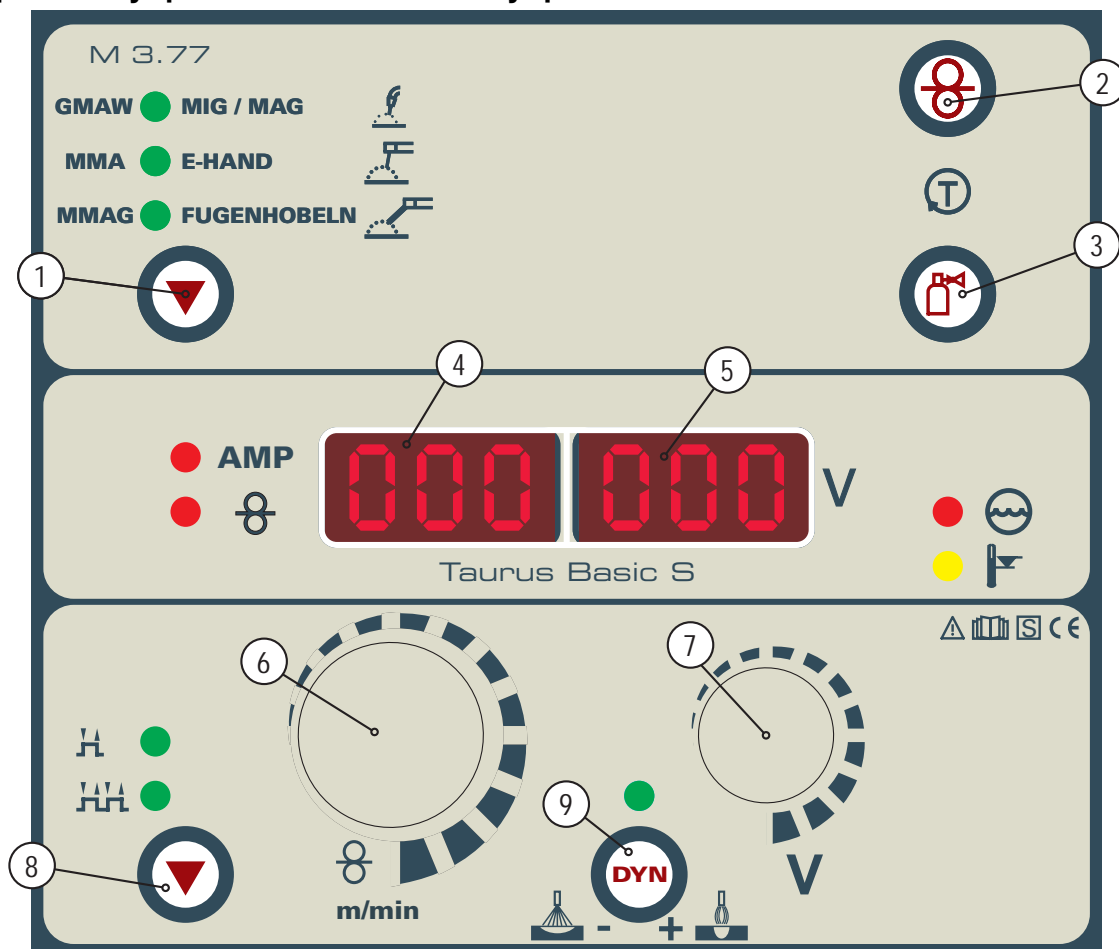 M 3.77
GMAW MIG / MAG
MMA E-HAND
MMAG FUGENHOBELN
T
1
2
3
4
5
AMP
000 000 V
Taurus Basic S
S CE
6
7
8
9
m/min
DYN
- +
V